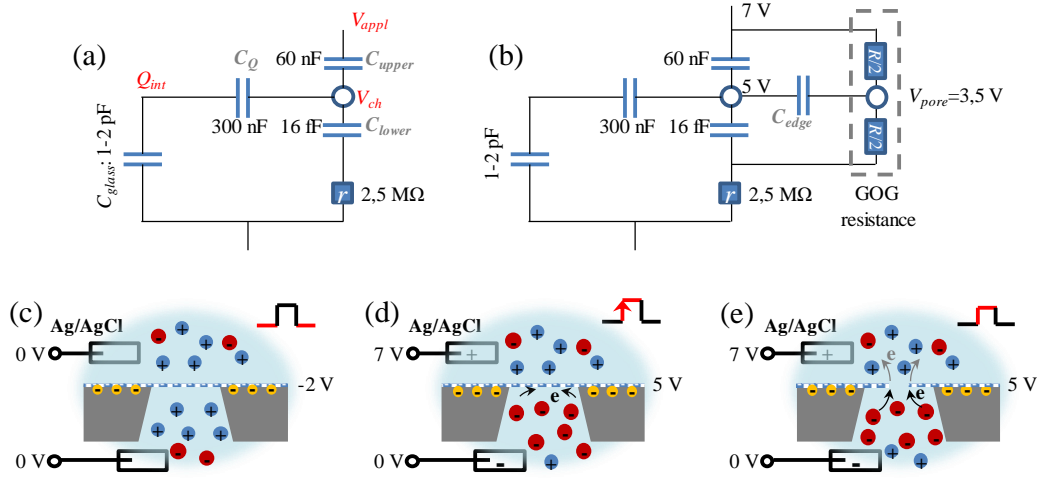 (a)
V_appl
C_Q
60 nF
C_upper
Q_int
V_ch
300 nF
16 fF
C_lower
C_glass: 1-2 pF
r
2,5 MΩ
(b)
7 V
60 nF
R/2
5 V
V_pore=3,5 V
300 nF
16 fF
C_edge
R/2
1-2 pF
r
2,5 MΩ
GOG
resistance
(c)
Ag/AgCl
0 V
-2 V
0 V
+ + + + + + + + + +
- - - - - - - - - -
(d)
Ag/AgCl
7 V
+
5 V
e
0 V
-
(e)
Ag/AgCl
7 V
+
e
5 V
e
0 V
-